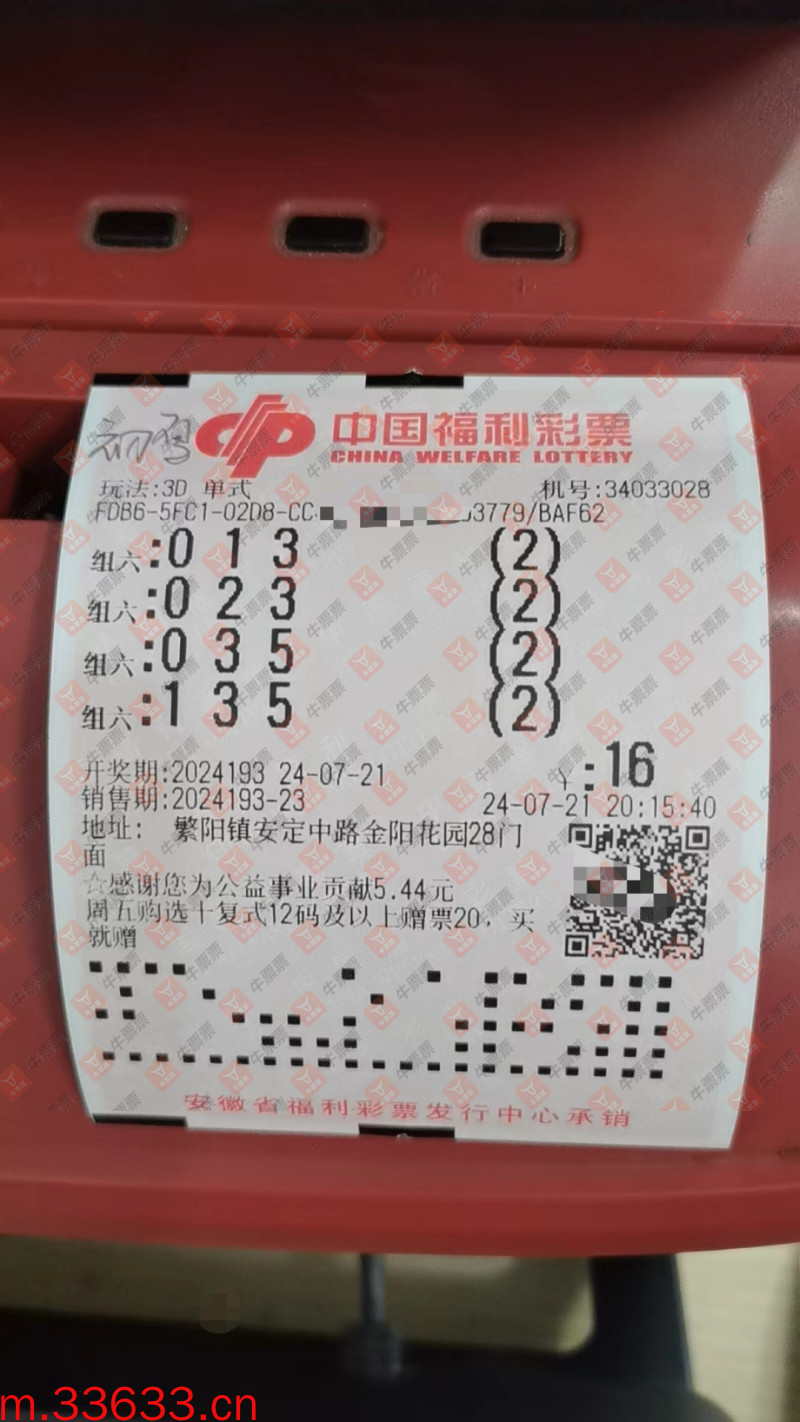 中国福利彩票
CHINA WELFARE LOTTERY
玩法:3D 单式 机号:34033028
FDB6-5FC1-02D8-CC 3779/BAF62
组六:0 1 3 (2)
组六:0 2 3 (2)
组六:0 3 5 (2)
组六:1 3 5 (2)
开奖期:2024193 24-07-21 ¥:16
销售期:2024193-23 24-07-21 20:15:40
地址: 繁阳镇安定中路金阳花园28门
面
☆感谢您为公益事业贡献5.44元
周五购选十复式12码及以上赠票20，买
就赠
安徽省福利彩票发行中心承销
牛票票
m.33633.cn